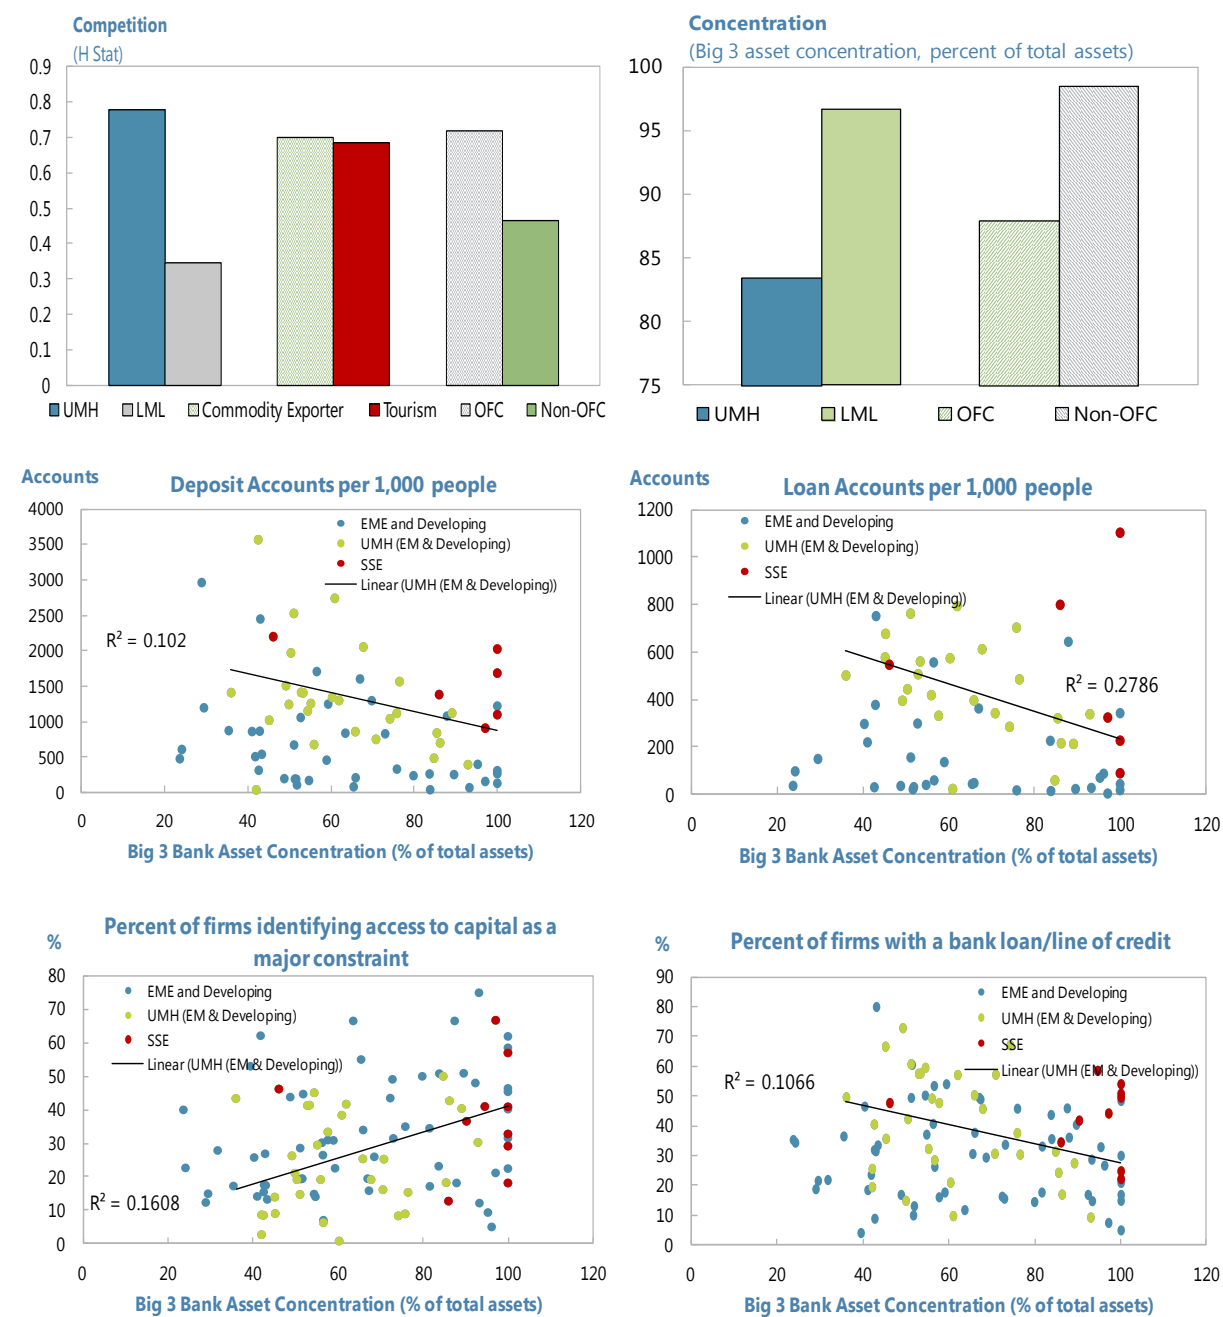 Competition
(H Stat)
0.9
0.8
0.7
0.6
0.5
0.4
0.3
0.2
0.1
0
UMH LML Commodity Exporter Tourism OFC Non-OFC
Concentration
(Big 3 asset concentration, percent of total assets)
100
95
90
85
80
75
UMH LML OFC Non-OFC
Accounts
Deposit Accounts per 1,000 people
4000
3500
3000
2500
2000
1500
1000
500
0
EME and Developing
UMH (EM & Developing)
SSE
Linear (UMH (EM & Developing))
R² = 0.102
0 20 40 60 80 100 120
Big 3 Bank Asset Concentration (% of total assets)
Accounts
Loan Accounts per 1,000 people
1200
1000
800
600
400
200
0
EME and Developing
UMH (EM & Developing)
SSE
Linear (UMH (EM & Developing))
R² = 0.2786
0 20 40 60 80 100 120
Big 3 Bank Asset Concentration (% of total assets)
%
Percent of firms identifying access to capital as a
major constraint
80
70
60
50
40
30
20
10
0
EME and Developing
UMH (EM & Developing)
SSE
Linear (UMH (EM & Developing))
R² = 0.1608
0 20 40 60 80 100 120
Big 3 Bank Asset Concentration (% of total assets)
%
Percent of firms with a bank loan/line of credit
90
80
70
60
50
40
30
20
10
0
EME and Developing
UMH (EM & Developing)
SSE
Linear (UMH (EM & Developing))
R² = 0.1066
0 20 40 60 80 100 120
Big 3 Bank Asset Concentration (% of total assets)